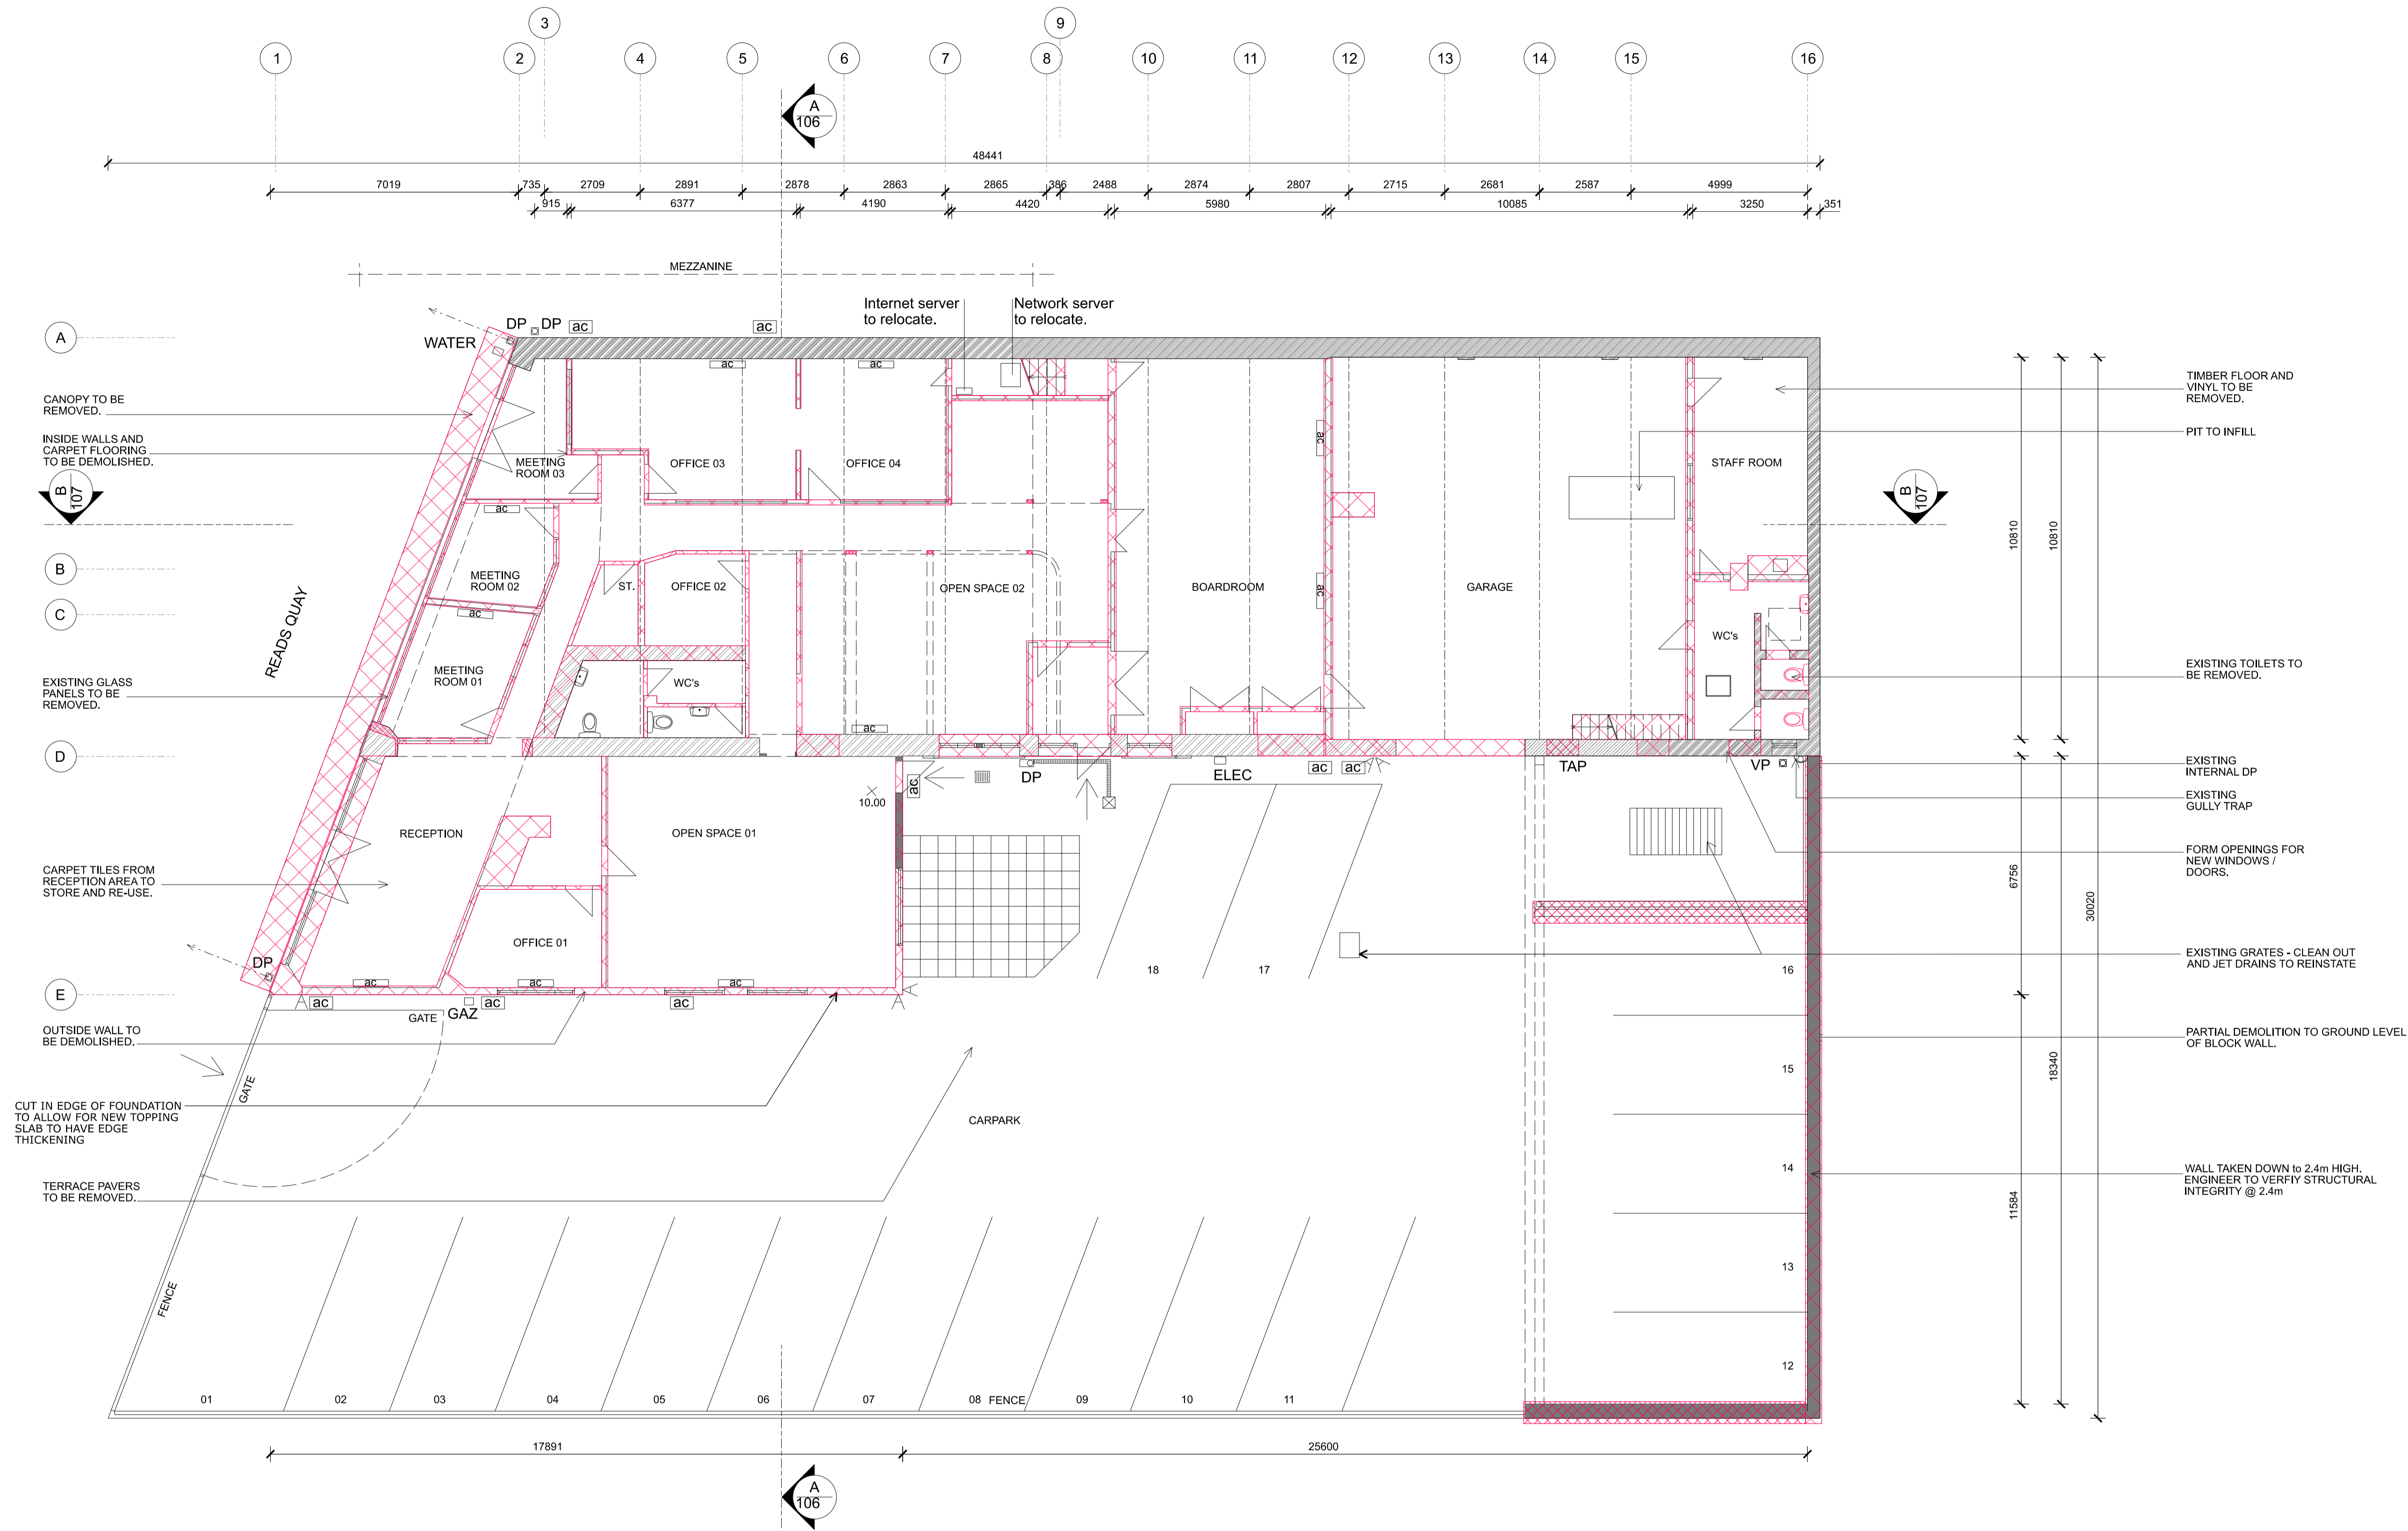 3
9
1
2
4
5
6
7
8
10
11
12
13
14
15
16
A
106
48441
7019
735
2709
2891
2878
2863
2865
386
2488
2874
2807
2715
2681
2587
4999
915
6377
4190
4420
5980
10085
3250
351
MEZZANINE
Internet server
to relocate.
Network server
to relocate.
A
B
C
D
E
B
107
B
107
READS QUAY
WATER
DP
DP
ac
ac
ac
ac
CANOPY TO BE
REMOVED.
INSIDE WALLS AND
CARPET FLOORING
TO BE DEMOLISHED.
EXISTING GLASS
PANELS TO BE
REMOVED.
CARPET TILES FROM
RECEPTION AREA TO
STORE AND RE-USE.
OUTSIDE WALL TO
BE DEMOLISHED.
CUT IN EDGE OF FOUNDATION
TO ALLOW FOR NEW TOPPING
SLAB TO HAVE EDGE
THICKENING
TERRACE PAVERS
TO BE REMOVED.
MEETING
ROOM 03
OFFICE 03
OFFICE 04
ac
MEETING
ROOM 02
ac
MEETING
ROOM 01
ST.
OFFICE 02
WC's
OPEN SPACE 02
ac
BOARDROOM
ac
ac
GARAGE
STAFF ROOM
WC's
RECEPTION
OPEN SPACE 01
OFFICE 01
10.00
ac
DP
ELEC
ac
ac
TAP
VP
DP
ac
ac
ac
ac
ac
ac
GATE
GAZ
GATE
FENCE
CARPARK
18
17
16
15
14
13
12
01
02
03
04
05
06
07
08
FENCE
09
10
11
10810
10810
6756
30020
18340
11584
TIMBER FLOOR AND
VINYL TO BE
REMOVED.
PIT TO INFILL
EXISTING TOILETS TO
BE REMOVED.
EXISTING
INTERNAL DP
EXISTING
GULLY TRAP
FORM OPENINGS FOR
NEW WINDOWS /
DOORS.
EXISTING GRATES - CLEAN OUT
AND JET DRAINS TO REINSTATE
PARTIAL DEMOLITION TO GROUND LEVEL
OF BLOCK WALL.
WALL TAKEN DOWN to 2.4m HIGH.
ENGINEER TO VERFIY STRUCTURAL
INTEGRITY @ 2.4m
17891
25600
A
106